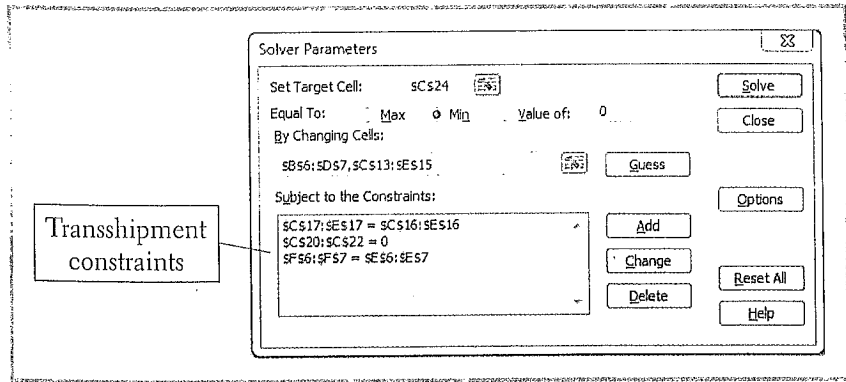 Solver Parameters
Set Target Cell: $C$24
Equal To: Max Min Value of: 0
By Changing Cells:
$B$6:$D$7,$C$13:$E$15
Subject to the Constraints:
$C$17:$E$17 = $C$16:$E$16
$C$20:$C$22 = 0
$F$6:$F$7 = $E$6:$E$7
Solve
Close
Guess
Options
Add
Change
Delete
Reset All
Help
Transshipment
constraints